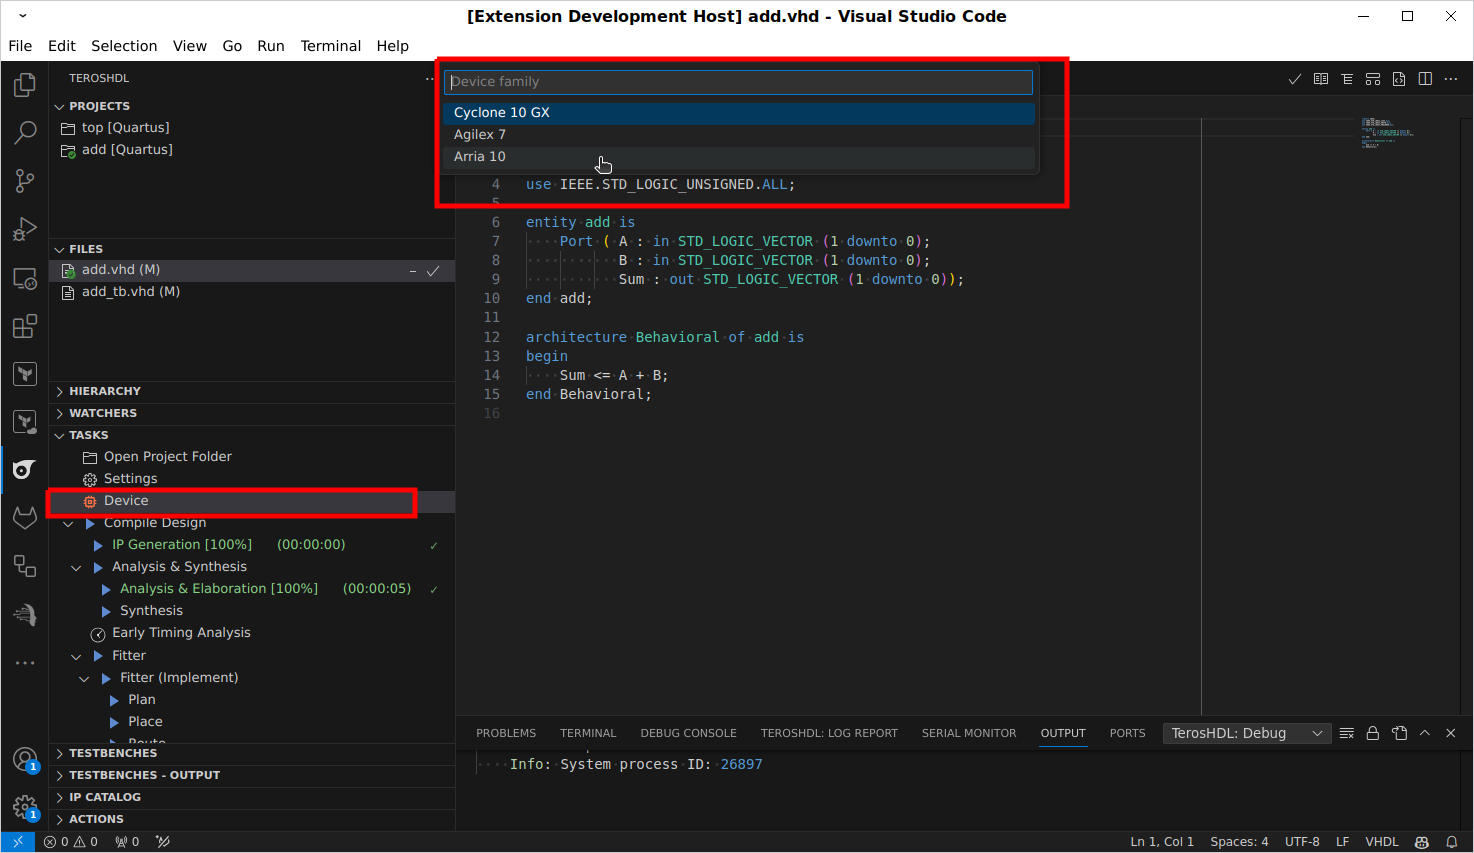 [Extension Development Host] add.vhd - Visual Studio Code
File Edit Selection View Go Run Terminal Help
TEROSHDL
PROJECTS
top [Quartus]
add [Quartus]
FILES
add.vhd (M)
add_tb.vhd (M)
HIERARCHY
WATCHERS
TASKS
Open Project Folder
Settings
Device
Compile Design
IP Generation [100%] (00:00:00)
Analysis & Synthesis
Analysis & Elaboration [100%] (00:00:05)
Synthesis
Early Timing Analysis
Fitter
Fitter (Implement)
Plan
Place
Route
TESTBENCHES
TESTBENCHES - OUTPUT
IP CATALOG
ACTIONS
Device family
Cyclone 10 GX
Agilex 7
Arria 10
4 use IEEE.STD_LOGIC_UNSIGNED.ALL;
5
6 entity add is
7 Port ( A : in STD_LOGIC_VECTOR (1 downto 0);
8 B : in STD_LOGIC_VECTOR (1 downto 0);
9 Sum : out STD_LOGIC_VECTOR (1 downto 0));
10 end add;
11
12 architecture Behavioral of add is
13 begin
14 Sum <= A + B;
15 end Behavioral;
16
PROBLEMS TERMINAL DEBUG CONSOLE TEROSHDL: LOG REPORT SERIAL MONITOR OUTPUT PORTS TerosHDL: Debug
Info: System process ID: 26897
1
1
0 0 0 Ln 1, Col 1 Spaces: 4 UTF-8 LF VHDL